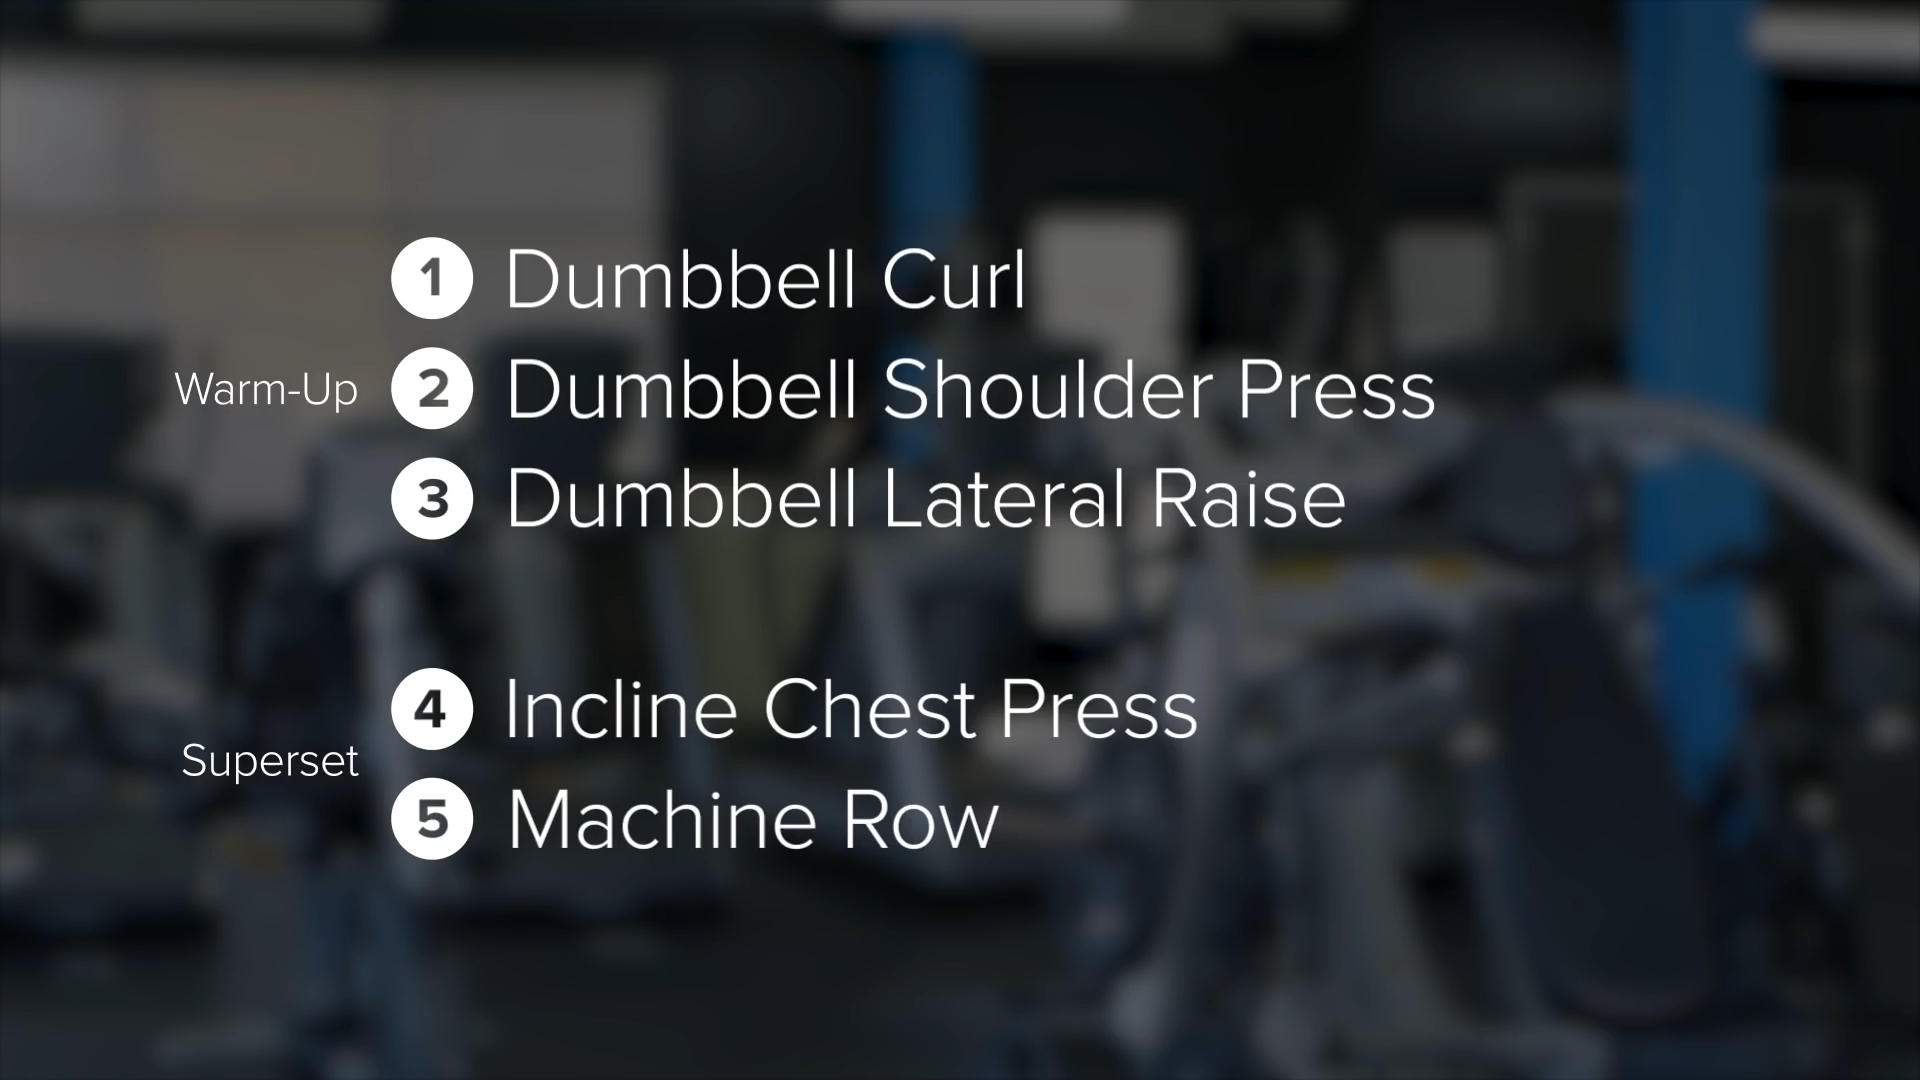 1 Dumbbell Curl
Warm-Up 2 Dumbbell Shoulder Press
3 Dumbbell Lateral Raise
4 Incline Chest Press
Superset
5 Machine Row